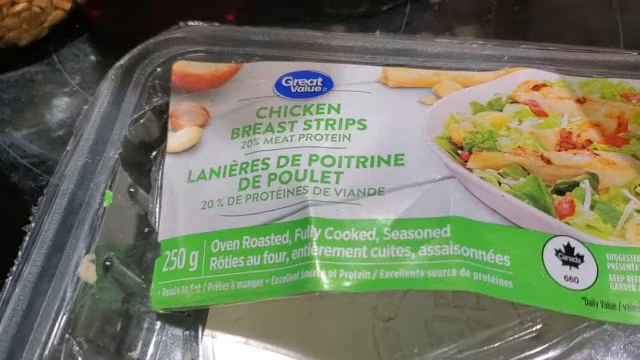 Great
Value
CHICKEN
BREAST STRIPS
20% MEAT PROTEIN
LANIÈRES DE POITRINE
DE POULET
20 % DE PROTÉINES DE VIANDE
250 g
Oven Roasted, Fully Cooked, Seasoned
Rôties au four, entièrement cuites, assaisonnées
• Ready to Eat / Prêtes à manger • Excellent Source of Protein / Excellente source de protéines
Canada
660
SUGGESTED
KEEP
"Daily Value /